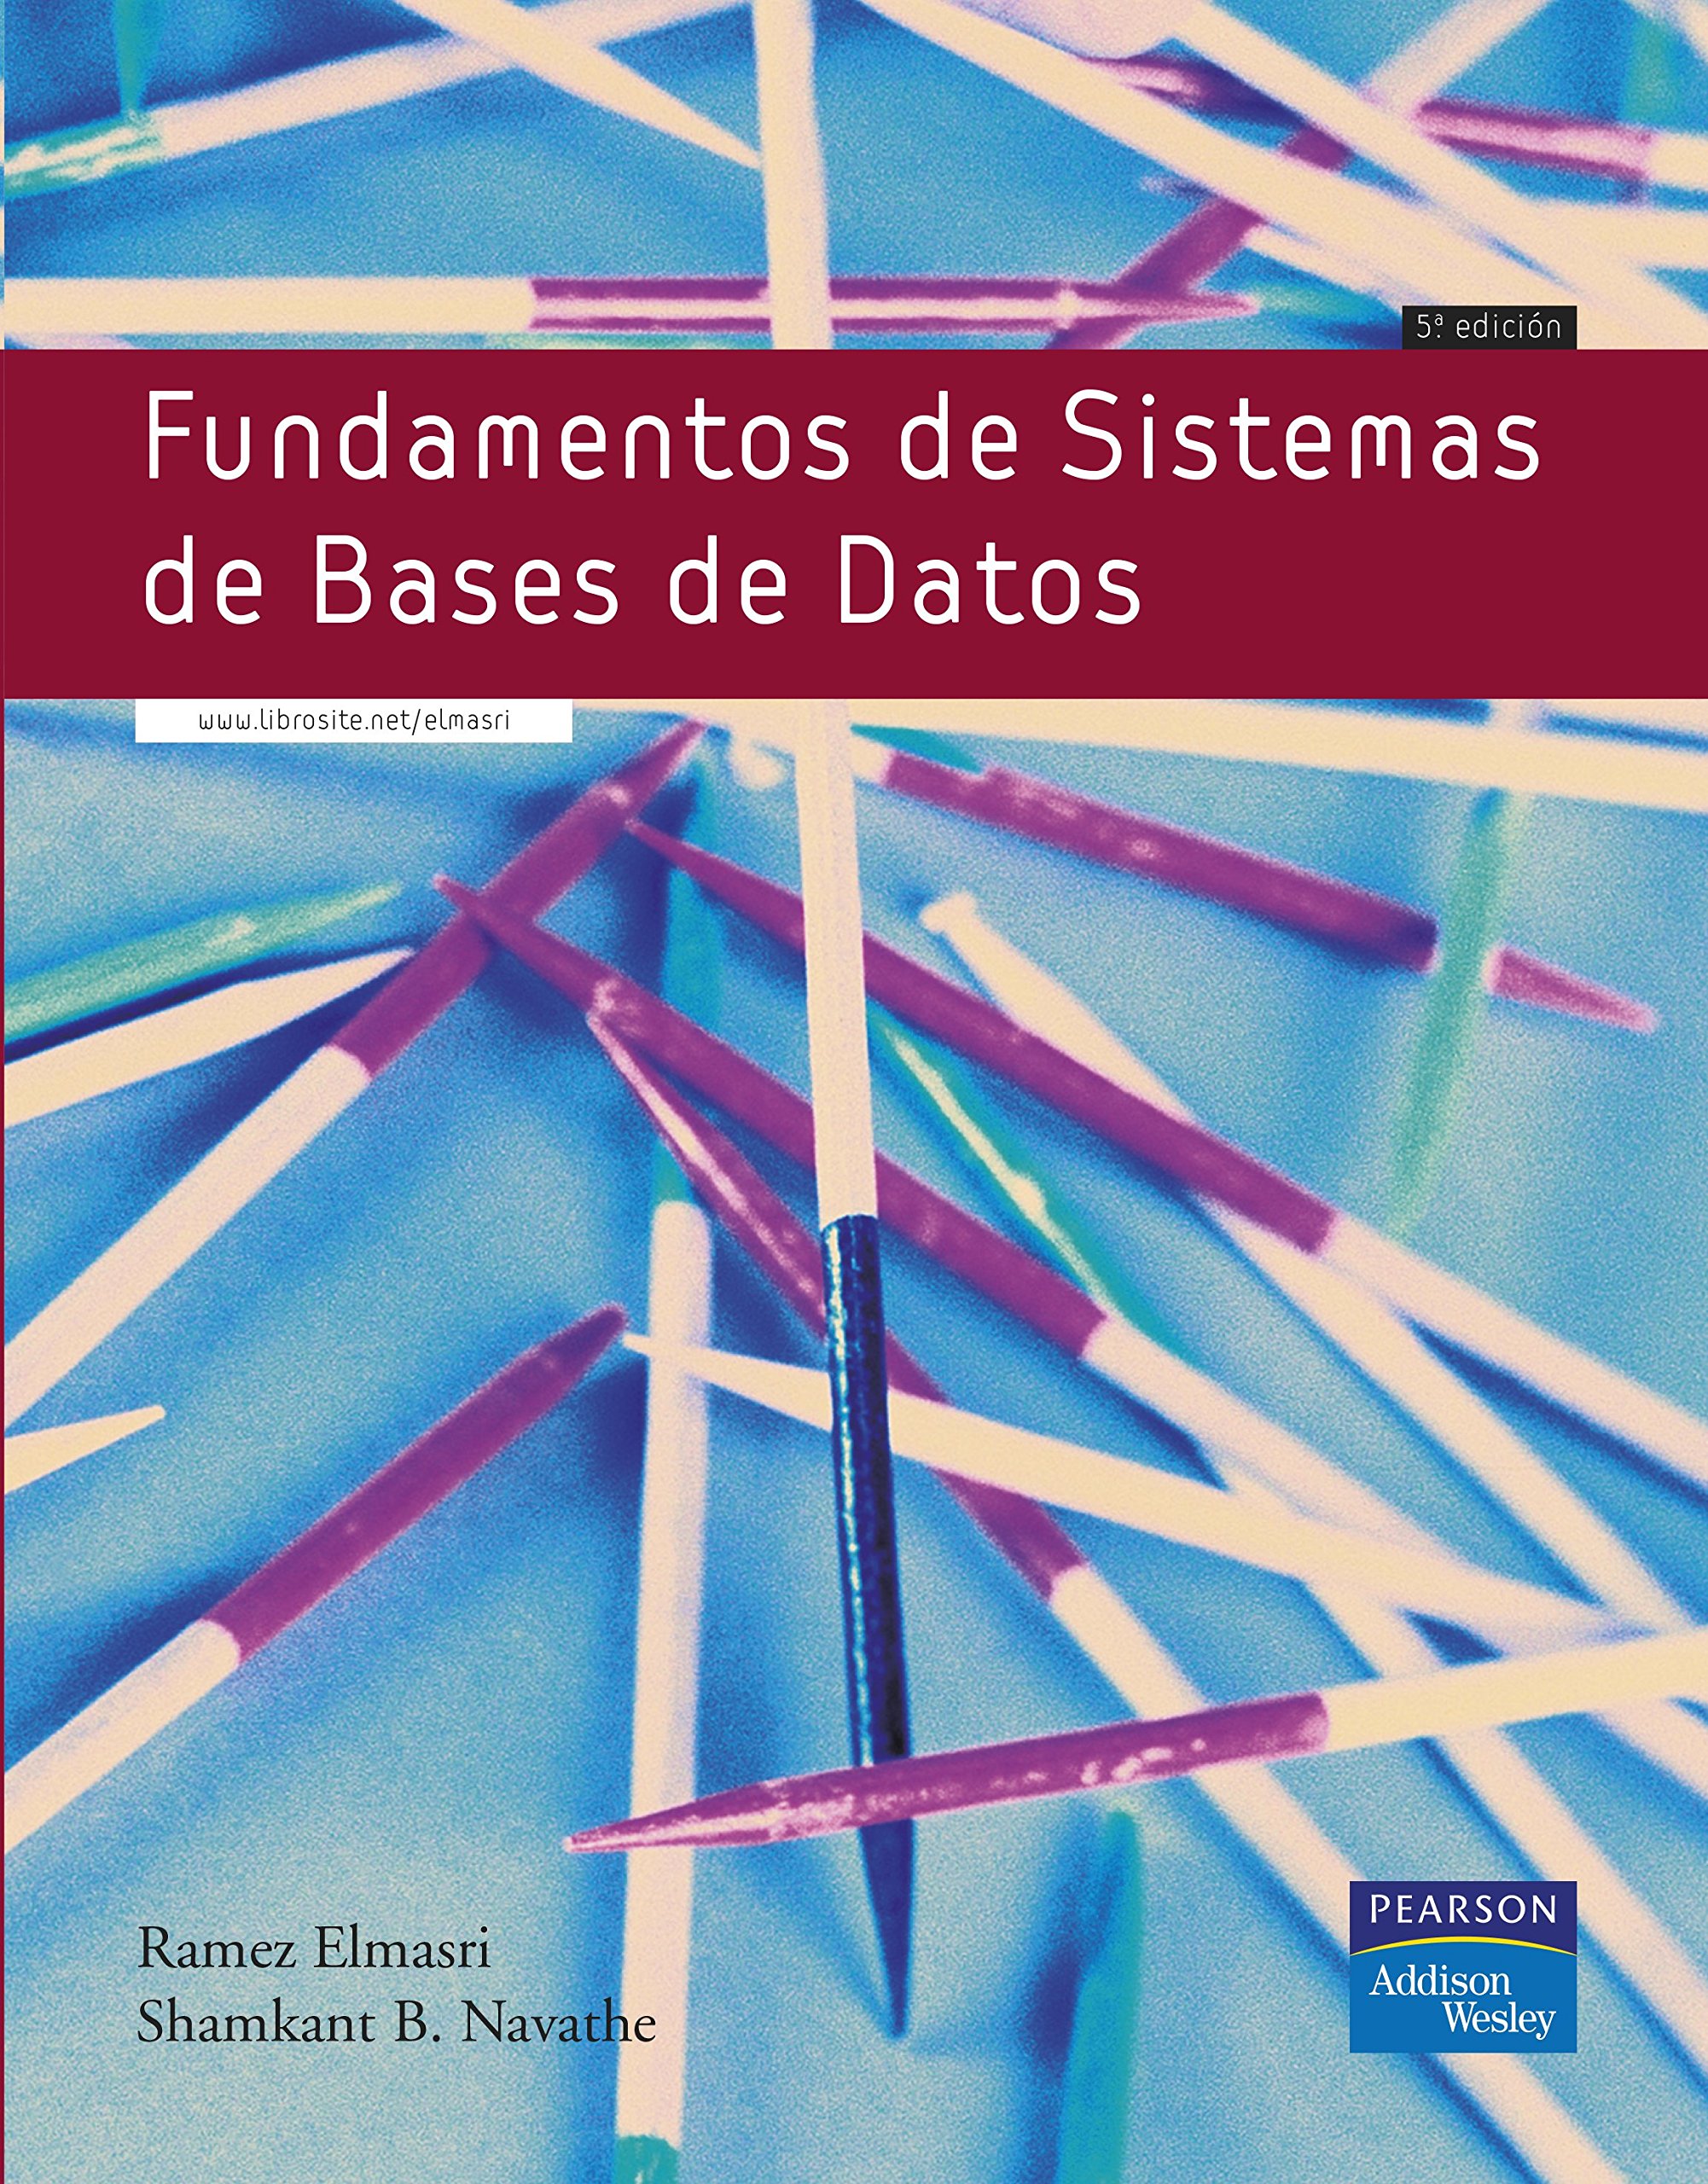 5.ª edición
Fundamentos de Sistemas
de Bases de Datos
www.librosite.net/elmasri
Ramez Elmasri
Shamkant B. Navathe
PEARSON
Addison
Wesley